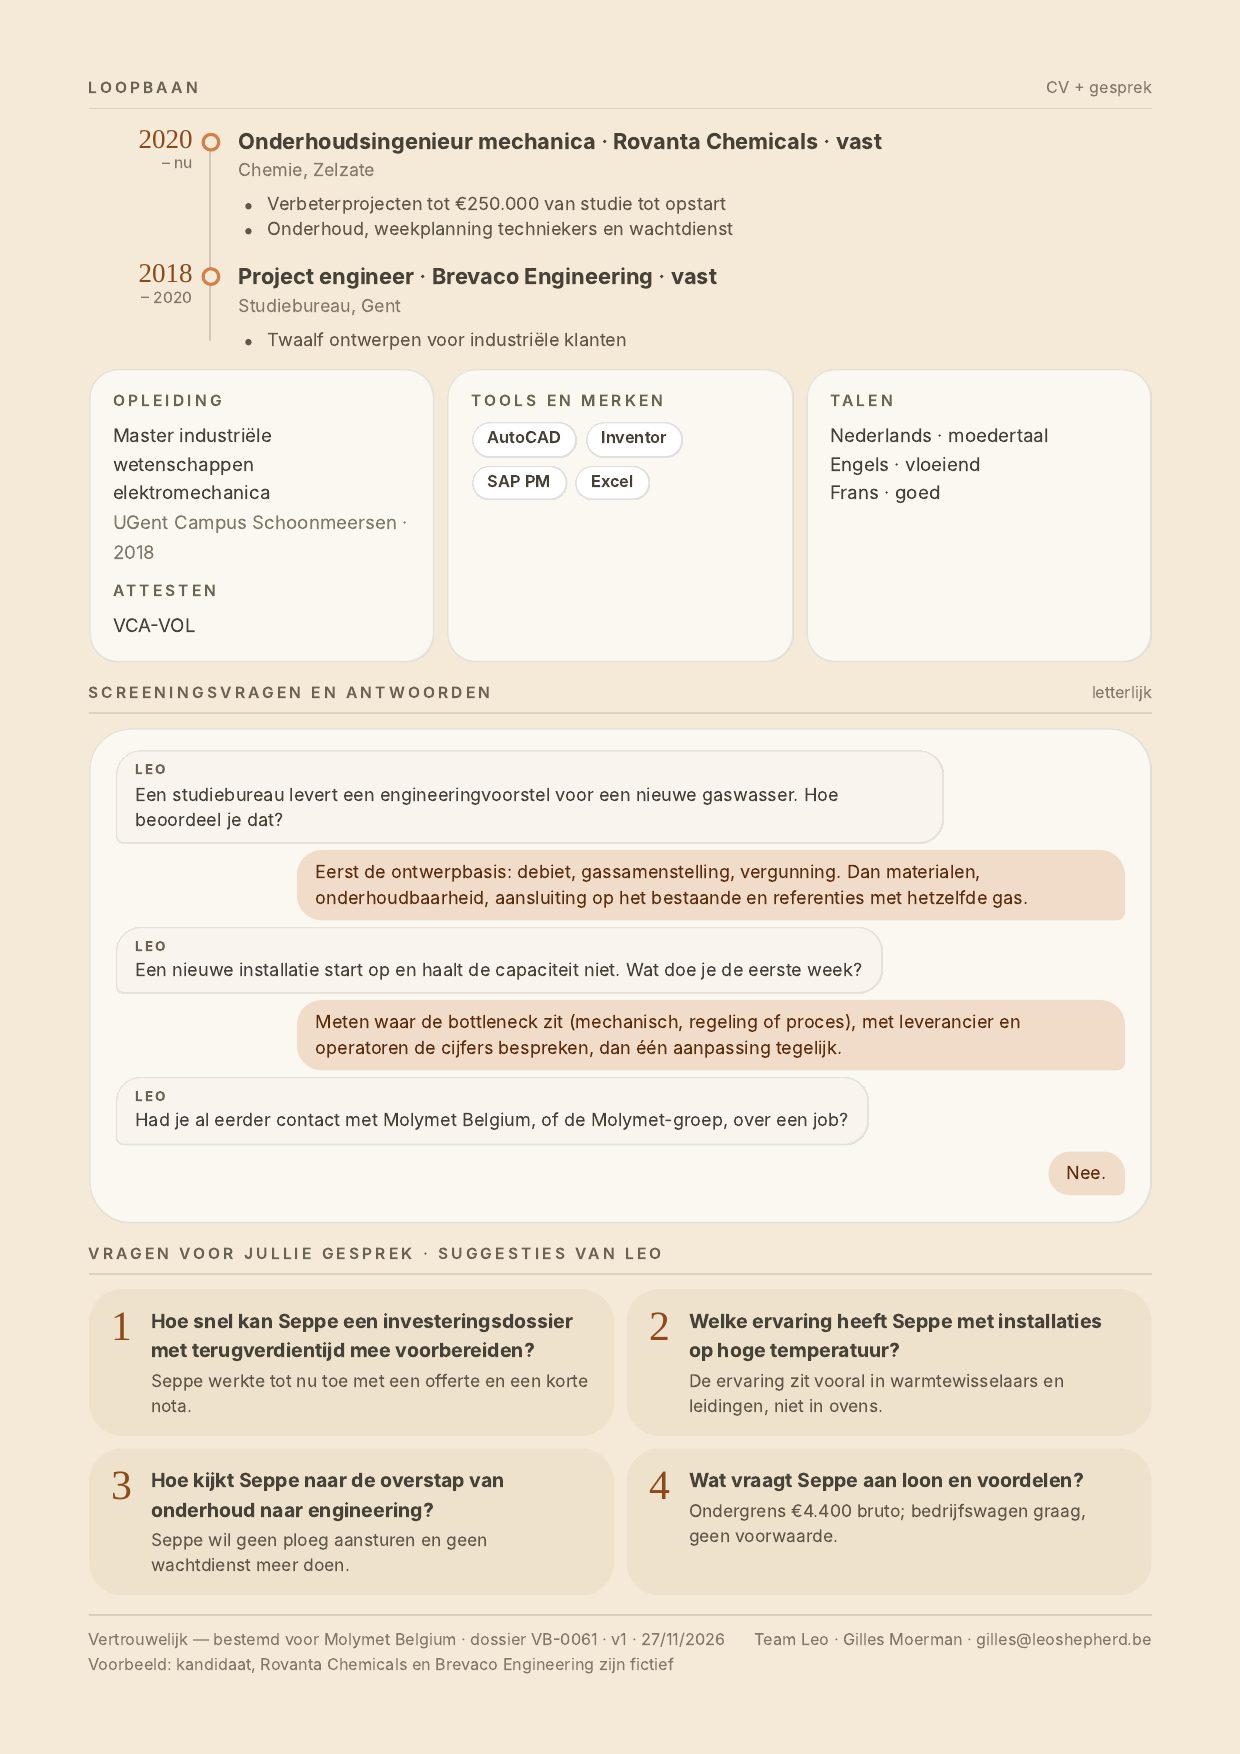 LOOPBAAN
CV + gesprek
2020
– nu
Onderhoudsingenieur mechanica · Rovanta Chemicals · vast
Chemie, Zelzate
• Verbeterprojecten tot €250.000 van studie tot opstart
• Onderhoud, weekplanning techniekers en wachtdienst
2018
– 2020
Project engineer · Brevaco Engineering · vast
Studiebureau, Gent
• Twaalf ontwerpen voor industriële klanten
OPLEIDING
Master industriële
wetenschappen
elektromechanica
UGent Campus Schoonmeersen ·
2018
ATTESTEN
VCA-VOL
TOOLS EN MERKEN
AutoCAD
Inventor
SAP PM
Excel
TALEN
Nederlands · moedertaal
Engels · vloeiend
Frans · goed
SCREENINGSVRAGEN EN ANTWOORDEN
letterlijk
LEO
Een studiebureau levert een engineeringvoorstel voor een nieuwe gaswasser. Hoe
beoordeel je dat?
Eerst de ontwerpbasis: debiet, gassamenstelling, vergunning. Dan materialen,
onderhoudbaarheid, aansluiting op het bestaande en referenties met hetzelfde gas.
LEO
Een nieuwe installatie start op en haalt de capaciteit niet. Wat doe je de eerste week?
Meten waar de bottleneck zit (mechanisch, regeling of proces), met leverancier en
operatoren de cijfers bespreken, dan één aanpassing tegelijk.
LEO
Had je al eerder contact met Molymet Belgium, of de Molymet-groep, over een job?
Nee.
VRAGEN VOOR JULLIE GESPREK · SUGGESTIES VAN LEO
1
Hoe snel kan Seppe een investeringsdossier
met terugverdientijd mee voorbereiden?
Seppe werkte tot nu toe met een offerte en een korte
nota.
2
Welke ervaring heeft Seppe met installaties
op hoge temperatuur?
De ervaring zit vooral in warmtewisselaars en
leidingen, niet in ovens.
3
Hoe kijkt Seppe naar de overstap van
onderhoud naar engineering?
Seppe wil geen ploeg aansturen en geen
wachtdienst meer doen.
4
Wat vraagt Seppe aan loon en voordelen?
Ondergrens €4.400 bruto; bedrijfswagen graag,
geen voorwaarde.
Vertrouwelijk — bestemd voor Molymet Belgium · dossier VB-0061 · v1 · 27/11/2026
Team Leo · Gilles Moerman · gilles@leoshepherd.be
Voorbeeld: kandidaat, Rovanta Chemicals en Brevaco Engineering zijn fictief